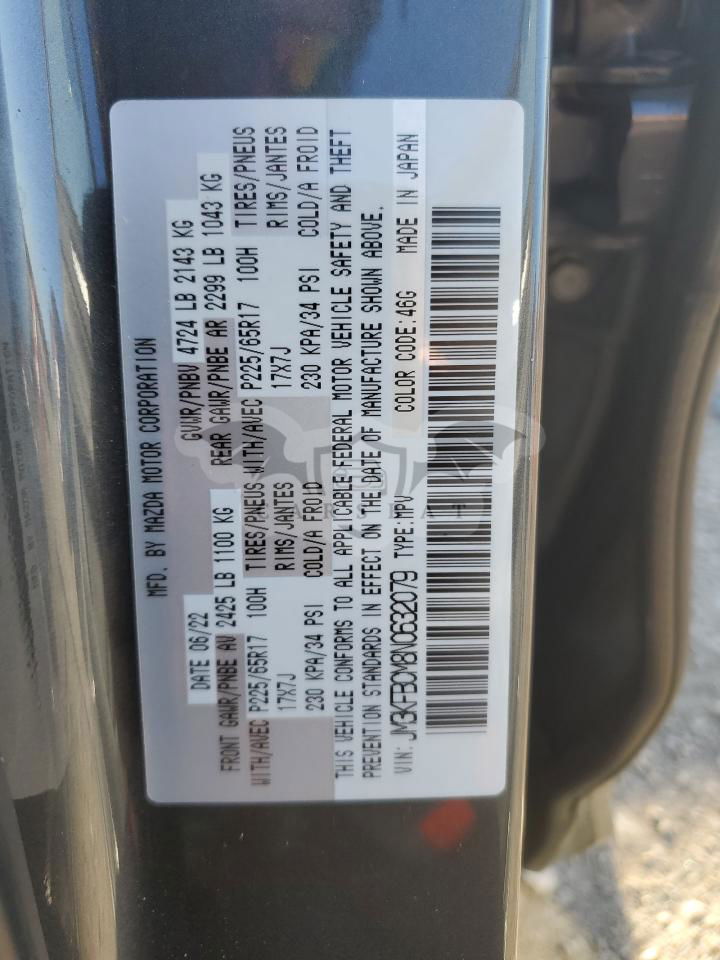 MFD. BY MAZDA MOTOR CORPORATION
DATE 06/22 GVWR/PNBV 4724 LB 2143 KG
FRONT GAWR/PNBE AV 2425 LB 1100 KG REAR GAWR/PNBE AR 2299 LB 1043 KG
WITH/AVEC P225/65R17 100H TIRES/PNEUS WITH/AVEC P225/65R17 100H TIRES/PNEUS
17X7J RIMS/JANTES 17X7J RIMS/JANTES
230 KPA/34 PSI COLD/A FROID 230 KPA/34 PSI COLD/A FROID
THIS VEHICLE CONFORMS TO ALL APPLICABLE FEDERAL MOTOR VEHICLE SAFETY AND THEFT
PREVENTION STANDARDS IN EFFECT ON THE DATE OF MANUFACTURE SHOWN ABOVE.
VIN: JM3KFBCM8N0632079 TYPE:MPV COLOR CODE:46G MADE IN JAPAN